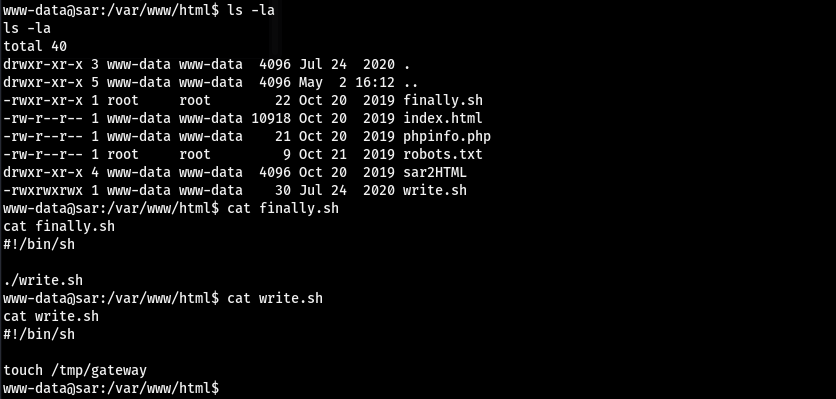 www-data@sar:/var/www/html$ ls -la
ls -la
total 40
drwxr-xr-x 3 www-data www-data  4096 Jul 24  2020 .
drwxr-xr-x 5 www-data www-data  4096 May  2 16:12 ..
-rwxr-xr-x 1 root     root        22 Oct 20  2019 finally.sh
-rw-r--r-- 1 www-data www-data 10918 Oct 20  2019 index.html
-rw-r--r-- 1 www-data www-data    21 Oct 20  2019 phpinfo.php
-rw-r--r-- 1 root     root         9 Oct 21  2019 robots.txt
drwxr-xr-x 4 www-data www-data  4096 Oct 20  2019 sar2HTML
-rwxrwxrwx 1 www-data www-data    30 Jul 24  2020 write.sh
www-data@sar:/var/www/html$ cat finally.sh
cat finally.sh
#!/bin/sh

./write.sh
www-data@sar:/var/www/html$ cat write.sh
cat write.sh
#!/bin/sh

touch /tmp/gateway
www-data@sar:/var/www/html$